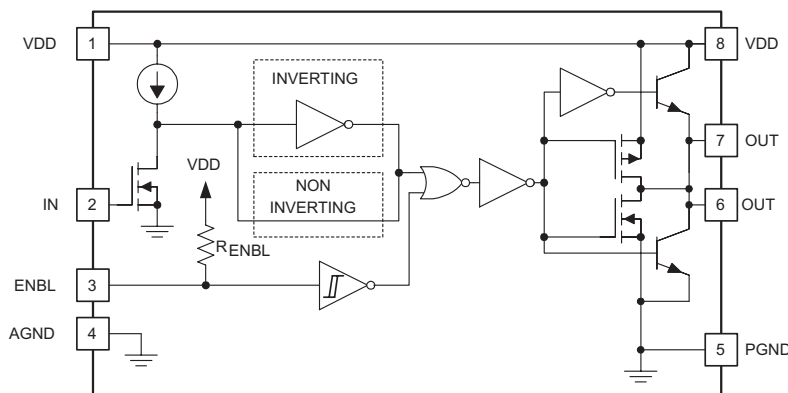 VDD 1
8 VDD
INVERTING
7 OUT
VDD
NON
INVERTING
IN 2
6 OUT
RENBL
ENBL 3
AGND 4
5 PGND